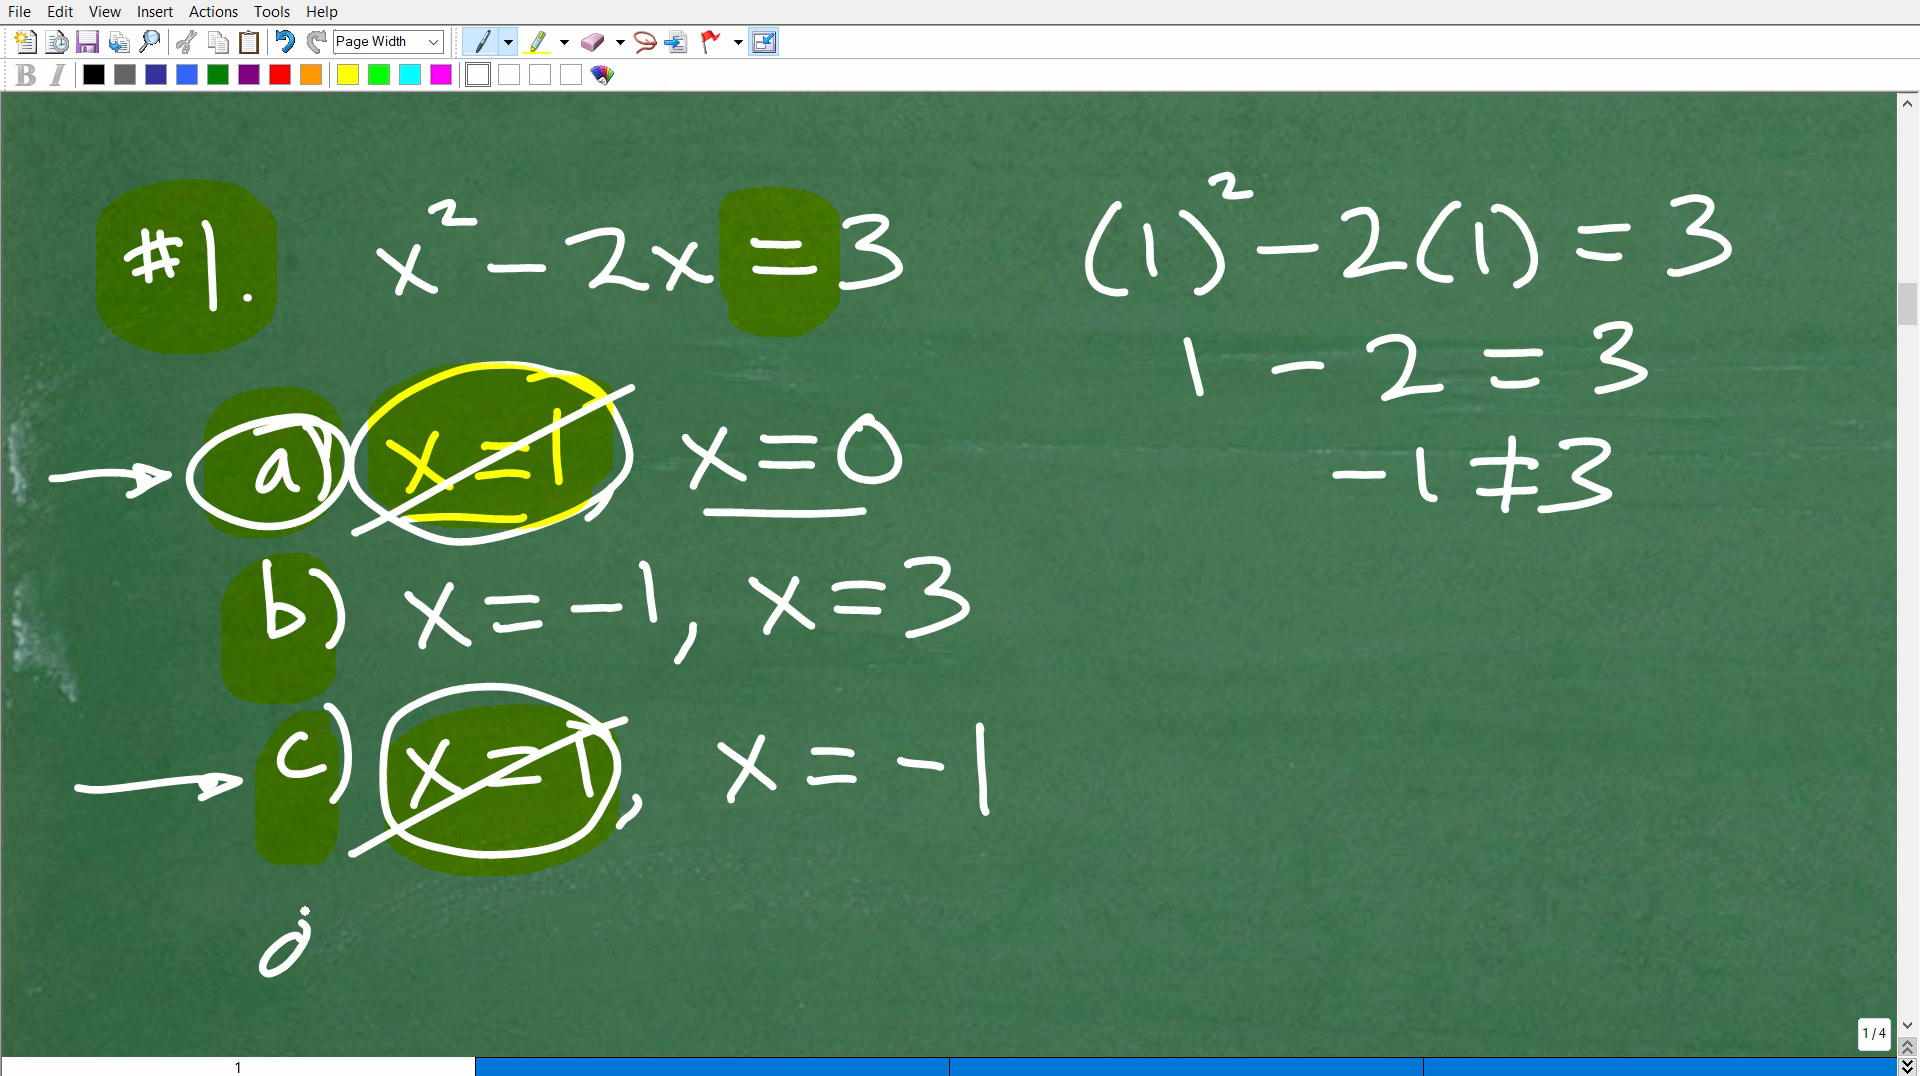 File Edit View Insert Actions Tools Help
Page Width
B I
#1. x² - 2x = 3
(1)² - 2(1) = 3
1 - 2 = 3
-1 ≠ 3
a) x = 1 x = 0
b) x = -1, x = 3
c) x = 1, x = -1
1 / 4
1